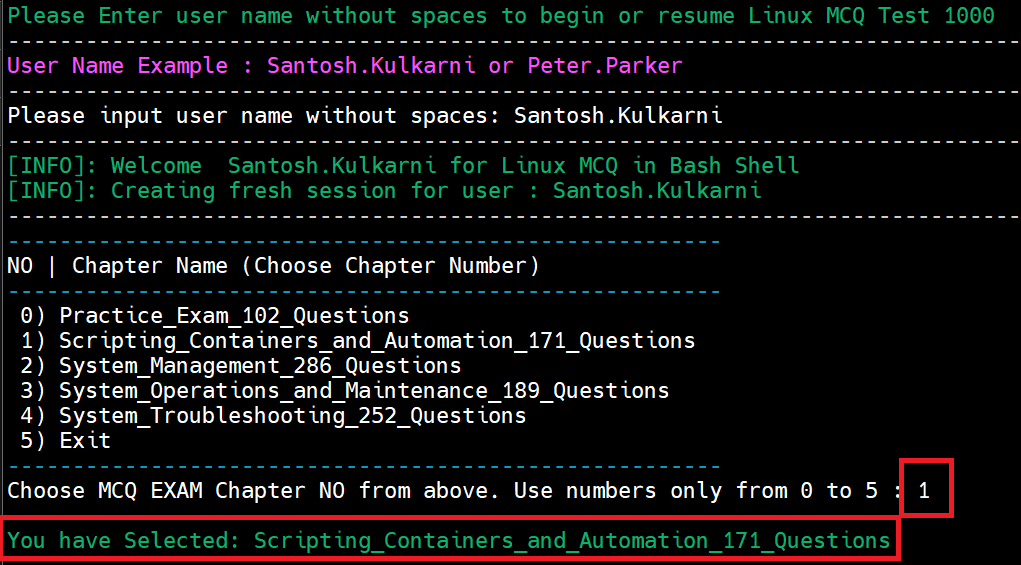 Please Enter user name without spaces to begin or resume Linux MCQ Test 1000
-------------------------------------------------------------------------------
User Name Example : Santosh.Kulkarni or Peter.Parker
-------------------------------------------------------------------------------
Please input user name without spaces: Santosh.Kulkarni
-------------------------------------------------------------------------------
[INFO]: Welcome  Santosh.Kulkarni for Linux MCQ in Bash Shell
[INFO]: Creating fresh session for user : Santosh.Kulkarni
-------------------------------------------------------------------------------
-------------------------------------------------------
NO | Chapter Name (Choose Chapter Number)
-------------------------------------------------------
 0) Practice_Exam_102_Questions
 1) Scripting_Containers_and_Automation_171_Questions
 2) System_Management_286_Questions
 3) System_Operations_and_Maintenance_189_Questions
 4) System_Troubleshooting_252_Questions
 5) Exit
-------------------------------------------------------
Choose MCQ EXAM Chapter NO from above. Use numbers only from 0 to 5 : 1
You have Selected: Scripting_Containers_and_Automation_171_Questions